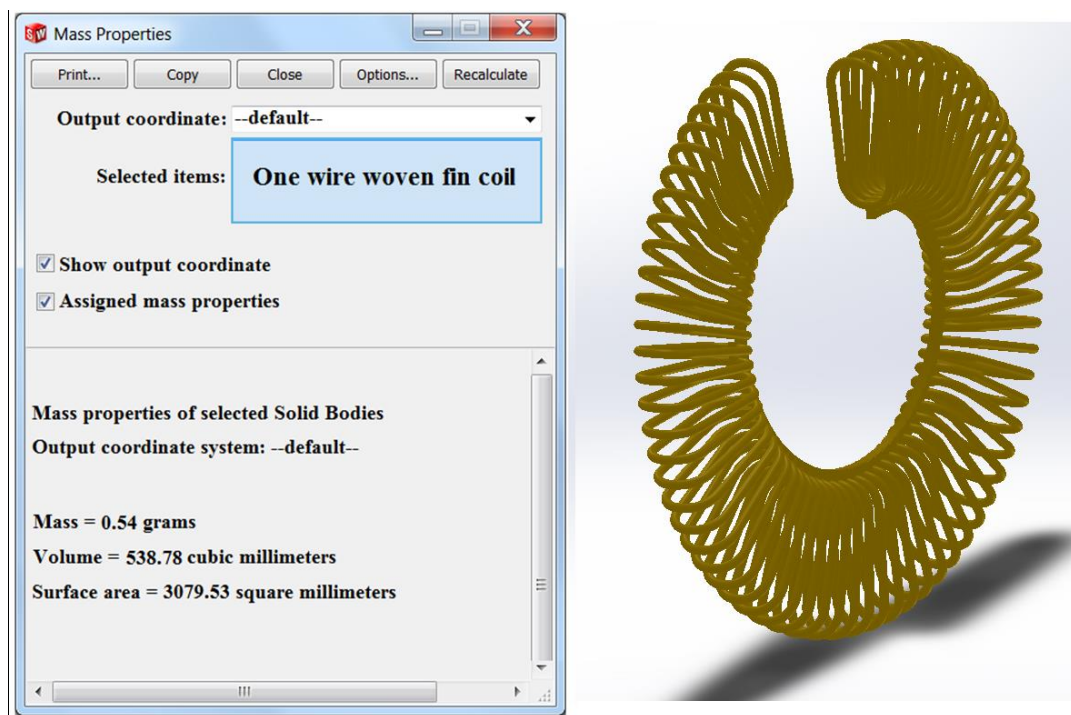 SW Mass Properties
Print... Copy Close Options... Recalculate
Output coordinate: --default--
Selected items: One wire woven fin coil
Show output coordinate
Assigned mass properties
Mass properties of selected Solid Bodies
Output coordinate system: --default--
Mass = 0.54 grams
Volume = 538.78 cubic millimeters
Surface area = 3079.53 square millimeters